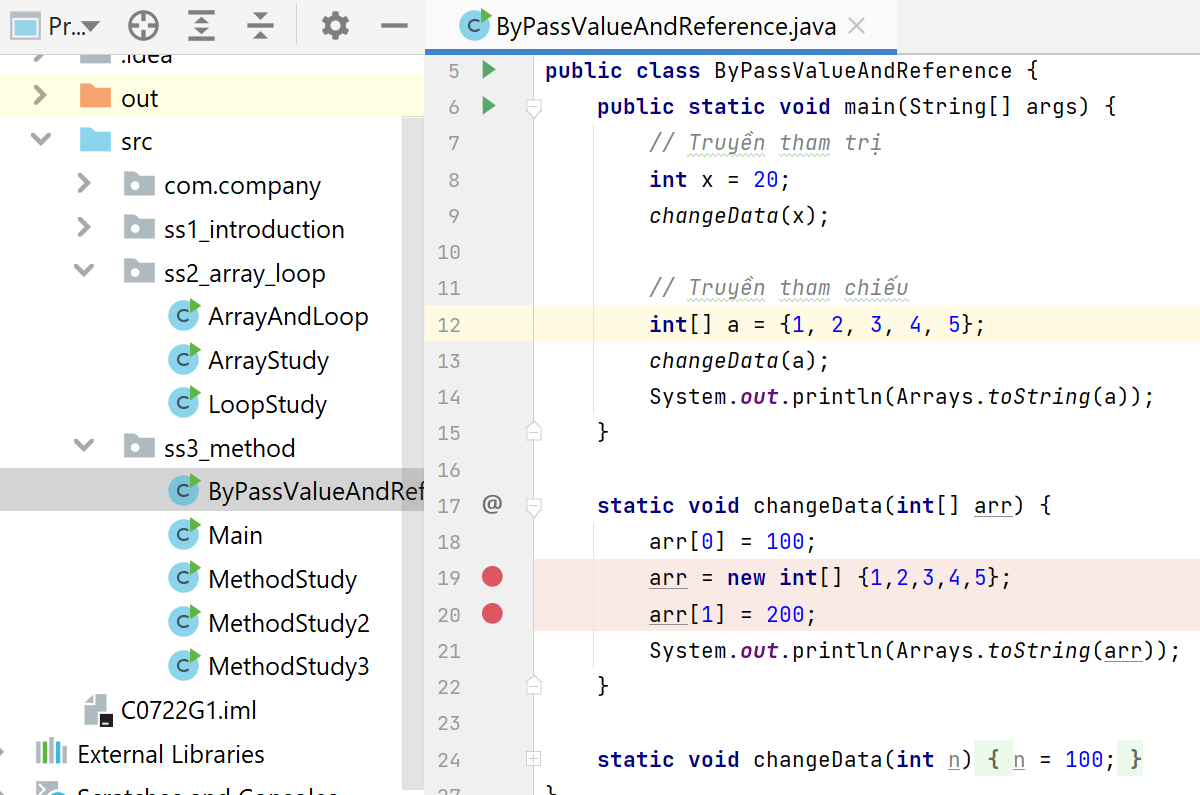 Pr...
ByPassValueAndReference.java
.idea
out
src
com.company
ss1_introduction
ss2_array_loop
ArrayAndLoop
ArrayStudy
LoopStudy
ss3_method
ByPassValueAndRef
Main
MethodStudy
MethodStudy2
MethodStudy3
C0722G1.iml
External Libraries
Scratches and Consoles
5 public class ByPassValueAndReference {
6 public static void main(String[] args) {
7 // Truyền tham trị
8 int x = 20;
9 changeData(x);
10
11 // Truyền tham chiếu
12 int[] a = {1, 2, 3, 4, 5};
13 changeData(a);
14 System.out.println(Arrays.toString(a));
15 }
16
17 @ static void changeData(int[] arr) {
18 arr[0] = 100;
19 arr = new int[] {1,2,3,4,5};
20 arr[1] = 200;
21 System.out.println(Arrays.toString(arr));
22 }
23
24 static void changeData(int n) { n = 100; }
27 }